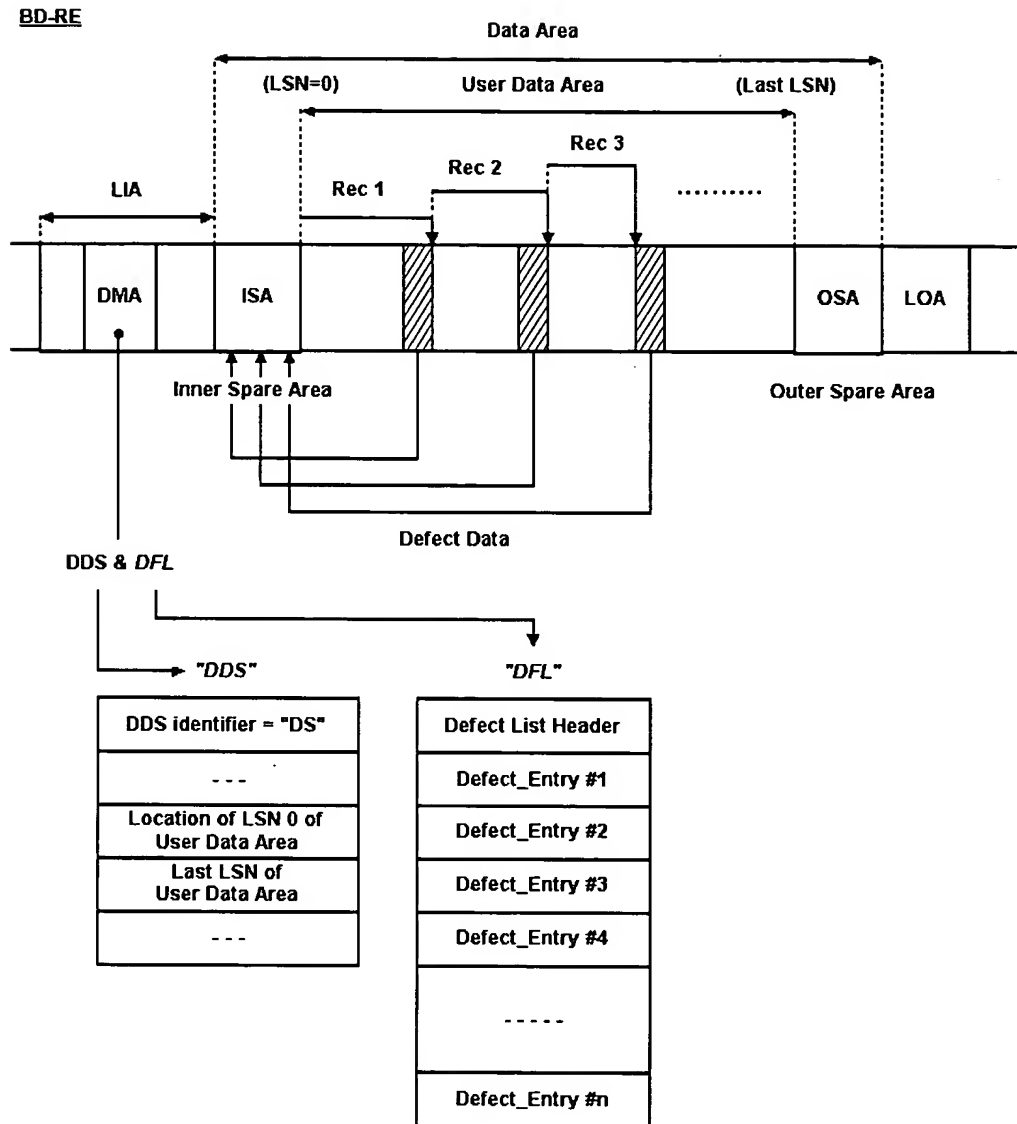 BD-RE
Data Area
(LSN=0) User Data Area (Last LSN)
Rec 3
Rec 2
LIA Rec 1 ..........
DMA ISA OSA LOA
Inner Spare Area Outer Spare Area
Defect Data
DDS & DFL
"DDS" "DFL"
DDS identifier = "DS"
- - -
Location of LSN 0 of
User Data Area
Last LSN of
User Data Area
- - -
Defect List Header
Defect_Entry #1
Defect_Entry #2
Defect_Entry #3
Defect_Entry #4
- - - - -
Defect_Entry #n